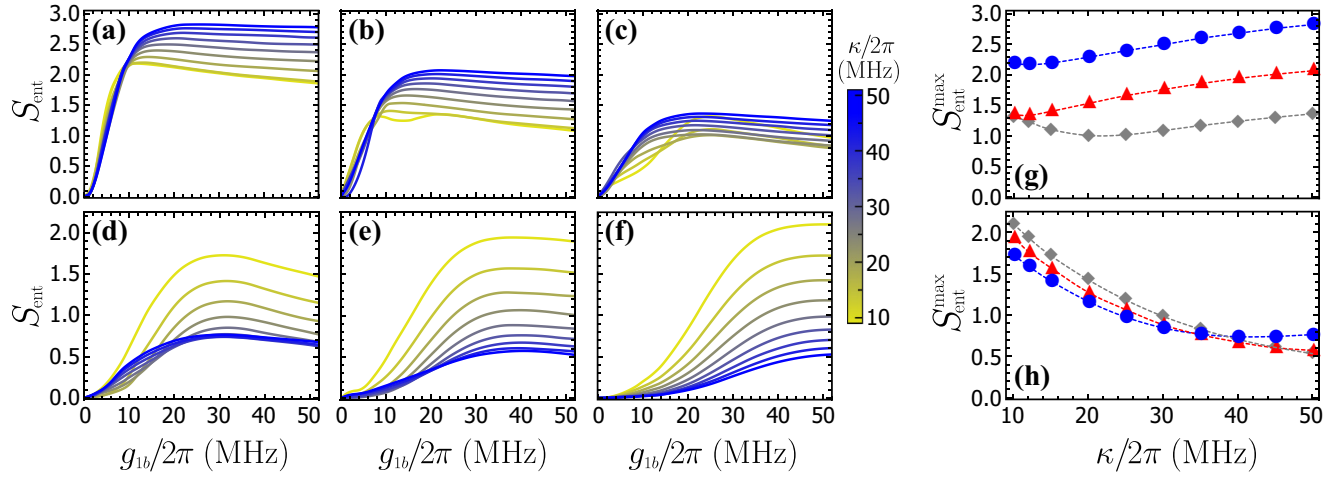 (a)
3.0
2.5
2.0
1.5
1.0
0.5
0.0
S_ent
(b)
(c)
κ/2π
(MHz)
50
40
30
20
10
(d)
2.0
1.5
1.0
0.5
0.0
S_ent
0 10 20 30 40 50
g_1b/2π (MHz)
(e)
0 10 20 30 40 50
g_1b/2π (MHz)
(f)
0 10 20 30 40 50
g_1b/2π (MHz)
3.0
2.5
2.0
1.5
1.0
0.5
0.0
S_ent^max
(g)
2.0
1.5
1.0
0.5
0.0
S_ent^max
(h)
10 20 30 40 50
κ/2π (MHz)